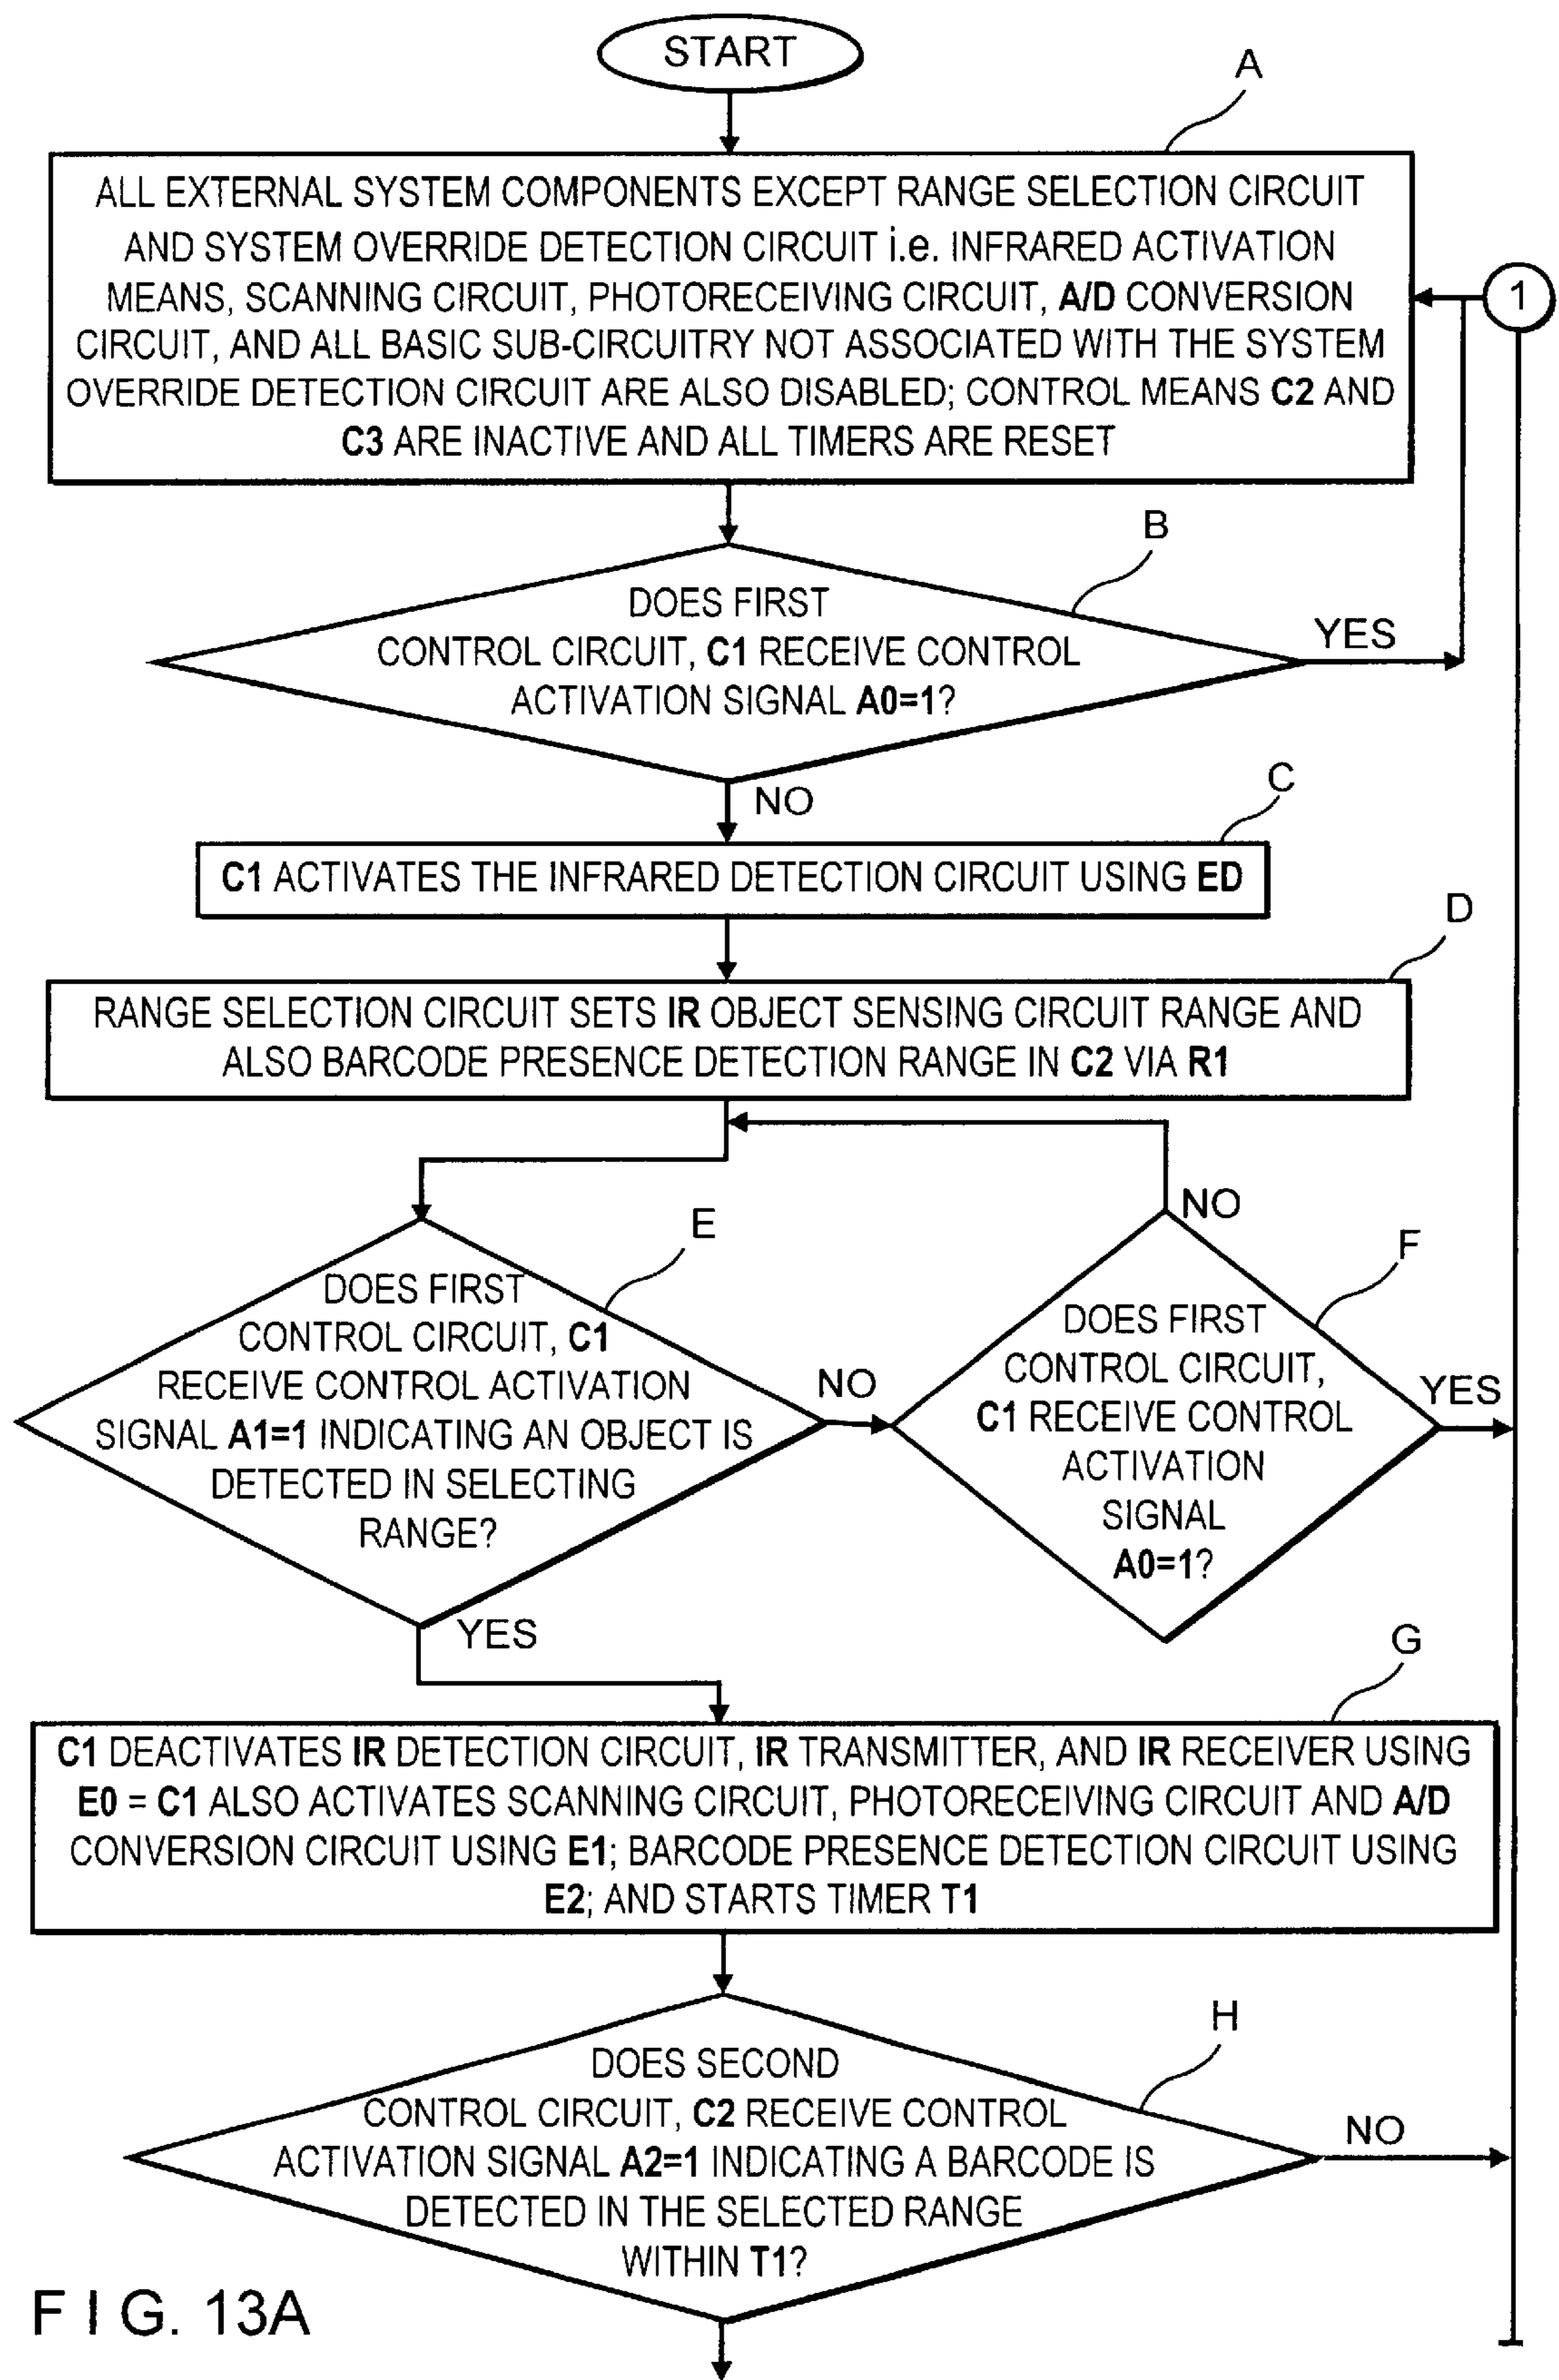 START
A
ALL EXTERNAL SYSTEM COMPONENTS EXCEPT RANGE SELECTION CIRCUIT
AND SYSTEM OVERRIDE DETECTION CIRCUIT i.e. INFRARED ACTIVATION
MEANS, SCANNING CIRCUIT, PHOTORECEIVING CIRCUIT, A/D CONVERSION
CIRCUIT, AND ALL BASIC SUB-CIRCUITRY NOT ASSOCIATED WITH THE SYSTEM
OVERRIDE DETECTION CIRCUIT ARE ALSO DISABLED; CONTROL MEANS C2 AND
C3 ARE INACTIVE AND ALL TIMERS ARE RESET
1
B
DOES FIRST
CONTROL CIRCUIT, C1 RECEIVE CONTROL
ACTIVATION SIGNAL A0=1?
YES
NO
C
C1 ACTIVATES THE INFRARED DETECTION CIRCUIT USING ED
D
RANGE SELECTION CIRCUIT SETS IR OBJECT SENSING CIRCUIT RANGE AND
ALSO BARCODE PRESENCE DETECTION RANGE IN C2 VIA R1
E
DOES FIRST
CONTROL CIRCUIT, C1
RECEIVE CONTROL ACTIVATION
SIGNAL A1=1 INDICATING AN OBJECT IS
DETECTED IN SELECTING
RANGE?
NO
YES
NO
F
DOES FIRST
CONTROL CIRCUIT,
C1 RECEIVE CONTROL
ACTIVATION
SIGNAL
A0=1?
YES
G
C1 DEACTIVATES IR DETECTION CIRCUIT, IR TRANSMITTER, AND IR RECEIVER USING
E0 = C1 ALSO ACTIVATES SCANNING CIRCUIT, PHOTORECEIVING CIRCUIT AND A/D
CONVERSION CIRCUIT USING E1; BARCODE PRESENCE DETECTION CIRCUIT USING
E2; AND STARTS TIMER T1
H
DOES SECOND
CONTROL CIRCUIT, C2 RECEIVE CONTROL
ACTIVATION SIGNAL A2=1 INDICATING A BARCODE IS
DETECTED IN THE SELECTED RANGE
WITHIN T1?
NO
F I G. 13A